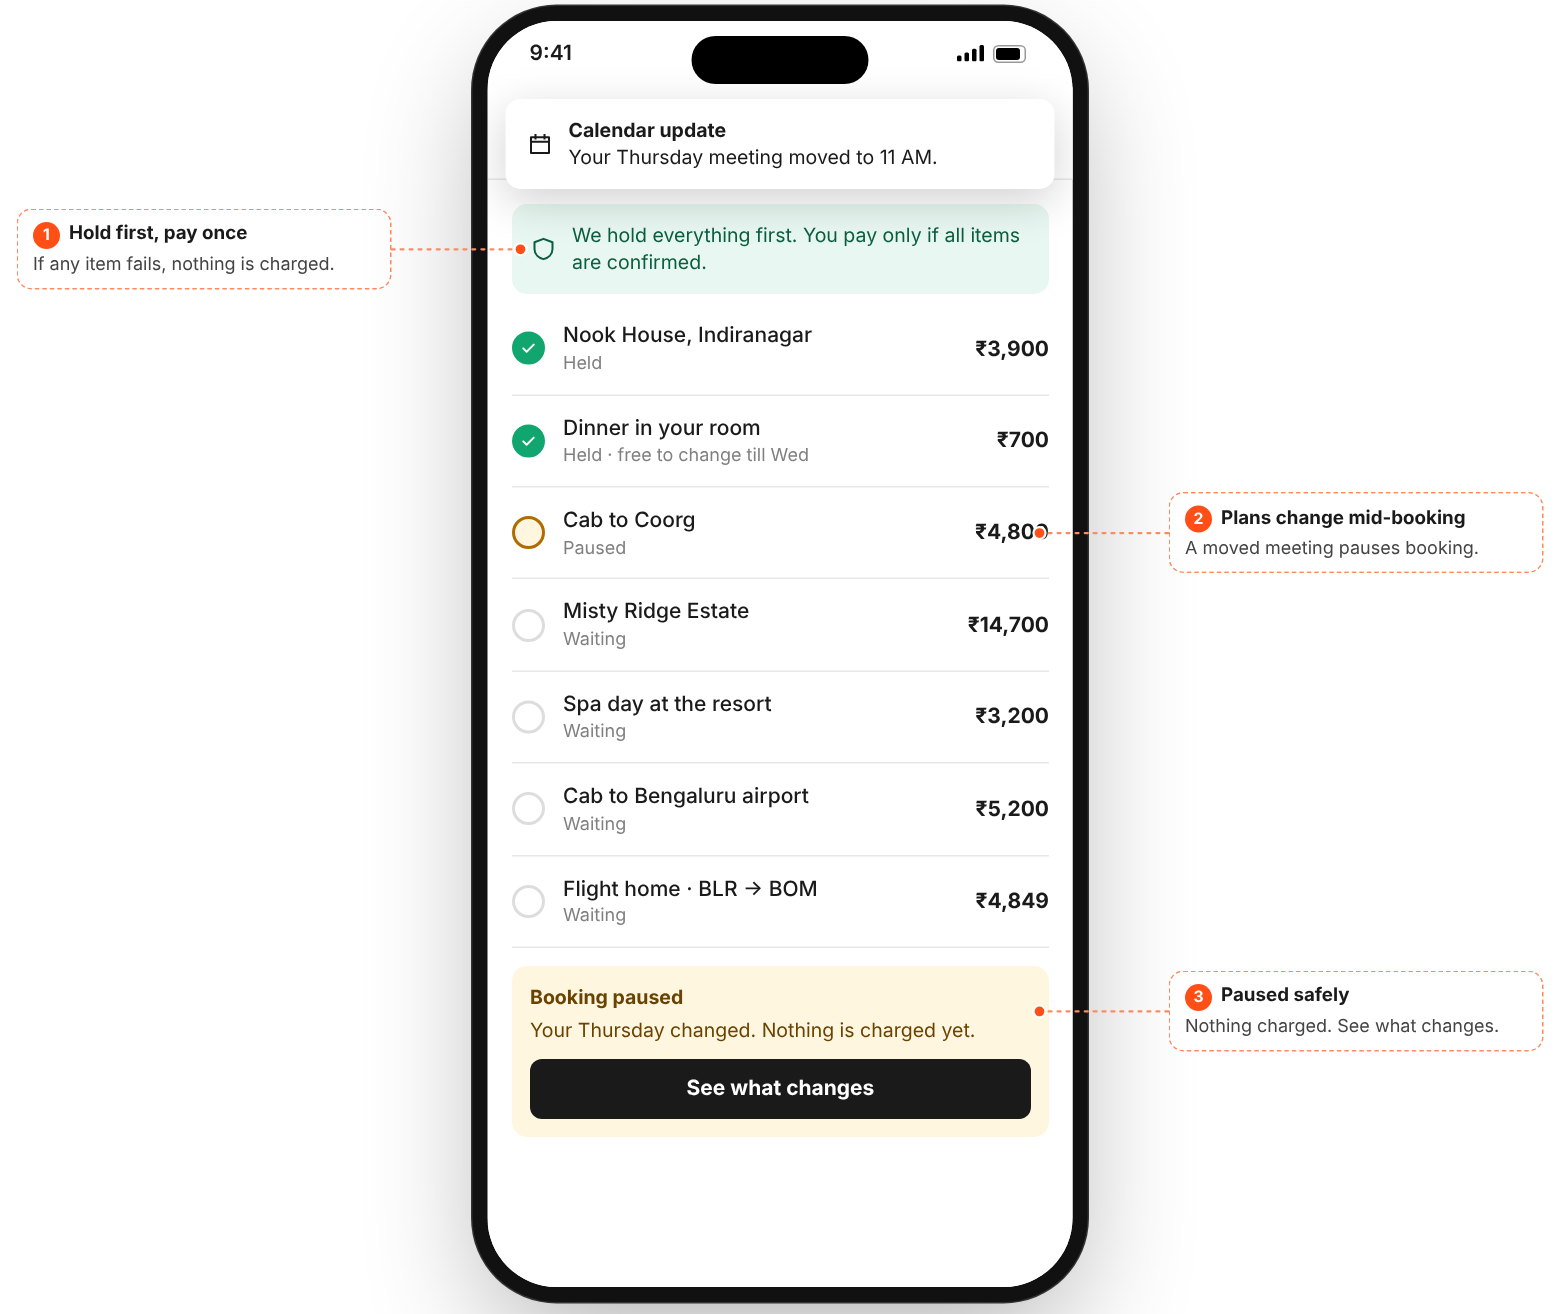 9:41
Calendar update
Your Thursday meeting moved to 11 AM.
1 Hold first, pay once
If any item fails, nothing is charged.
We hold everything first. You pay only if all items
are confirmed.
Nook House, Indiranagar
Held
₹3,900
Dinner in your room
Held · free to change till Wed
₹700
Cab to Coorg
Paused
₹4,800
2 Plans change mid-booking
A moved meeting pauses booking.
Misty Ridge Estate
Waiting
₹14,700
Spa day at the resort
Waiting
₹3,200
Cab to Bengaluru airport
Waiting
₹5,200
Flight home · BLR → BOM
Waiting
₹4,849
Booking paused
Your Thursday changed. Nothing is charged yet.
See what changes
3 Paused safely
Nothing charged. See what changes.